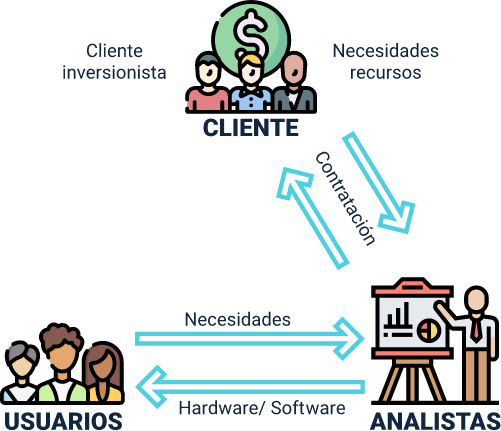 Cliente
inversionista
Necesidades
recursos
$
CLIENTE
Contratación
Necesidades
Hardware/ Software
USUARIOS
ANALISTAS